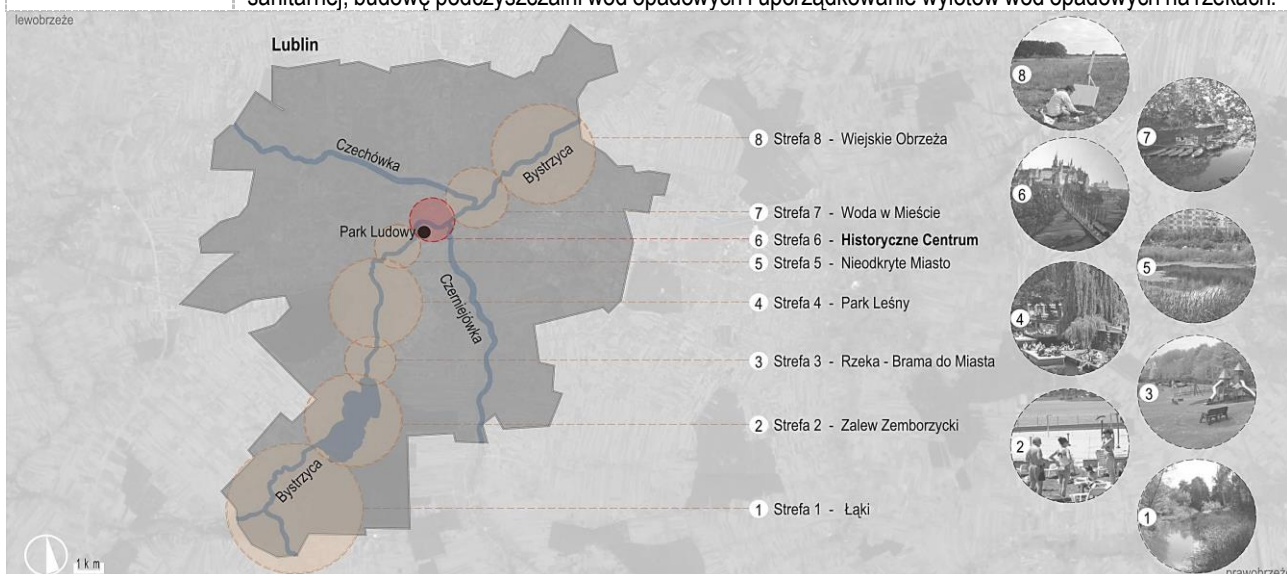 sanitarnej, budowę podczyszczalni wód opadowych i uporządkowanie wylotów wód opadowych na rzekach.
lewobrzeże
Lublin
8
7
Czechówka
Bystrzyca
8 Strefa 8 - Wiejskie Obrzeża
6
7 Strefa 7 - Woda w Mieście
Park Ludowy
6 Strefa 6 - Historyczne Centrum
5 Strefa 5 - Nieodkryte Miasto
5
Czerniejówka
4 Strefa 4 - Park Leśny
4
3 Strefa 3 - Rzeka - Brama do Miasta
3
2 Strefa 2 - Zalew Zemborzycki
2
Bystrzyca
1 Strefa 1 - Łąki
1
1 km
prawobrzeże